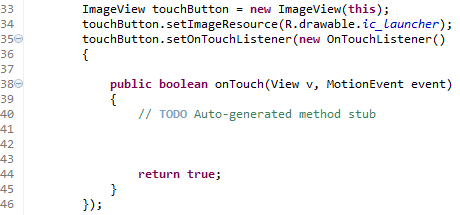 33 ImageView touchButton = new ImageView(this);
34 touchButton.setImageResource(R.drawable.ic_launcher);
35 touchButton.setOnTouchListener(new OnTouchListener()
36 {
37
38 public boolean onTouch(View v, MotionEvent event)
39 {
40 // TODO Auto-generated method stub
41
42
43
44 return true;
45 }
46 });